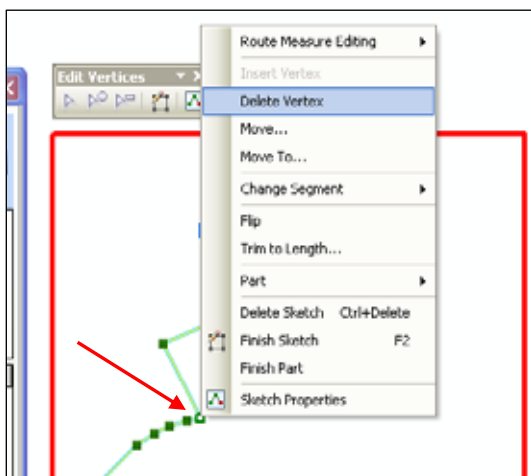 Edit Vertices
Route Measure Editing
Insert Vertex
Delete Vertex
Move...
Move To...
Change Segment
Flip
Trim to Length...
Part
Delete Sketch Ctrl+Delete
Finish Sketch F2
Finish Part
Sketch Properties